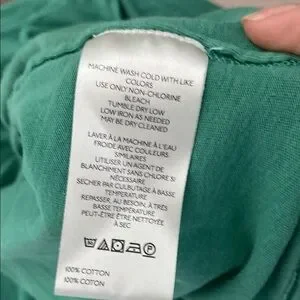 MACHINE WASH COLD WITH LIKE
COLORS
USE ONLY NON-CHLORINE
BLEACH
TUMBLE DRY LOW
LOW IRON AS NEEDED
MAY BE DRY CLEANED
LAVER À LA MACHINE À L'EAU
FROIDE AVEC COULEURS
SIMILAIRES
UTILISER UN AGENT DE
BLANCHIMENT SANS CHLORE SI
NÉCESSAIRE
SÉCHER PAR CULBUTAGE À BASSE
TEMPÉRATURE
REPASSER, AU BESOIN, À TRÈS
BASSE TEMPÉRATURE
PEUT-ÊTRE ÊTRE NETTOYÉE
À SEC
100% COTTON
100% COTON